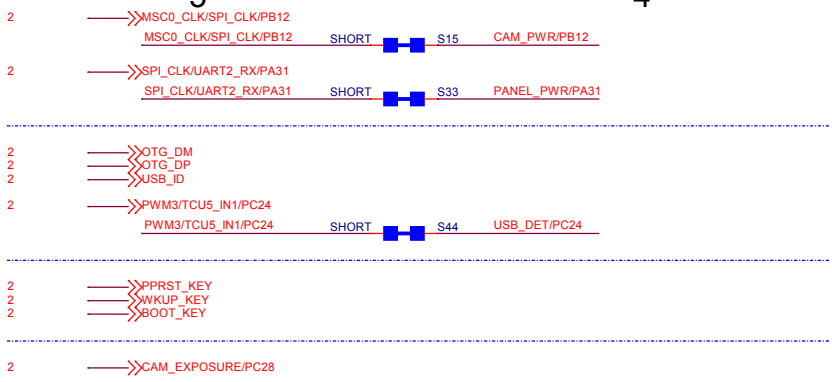 2 MSC0_CLK/SPI_CLK/PB12
MSC0_CLK/SPI_CLK/PB12 SHORT S15 CAM_PWR/PB12
2 SPI_CLK/UART2_RX/PA31
SPI_CLK/UART2_RX/PA31 SHORT S33 PANEL_PWR/PA31
2 OTG_DM
2 OTG_DP
2 USB_ID
2 PWM3/TCU5_IN1/PC24
PWM3/TCU5_IN1/PC24 SHORT S44 USB_DET/PC24
2 PPRST_KEY
2 WKUP_KEY
2 BOOT_KEY
2 CAM_EXPOSURE/PC28